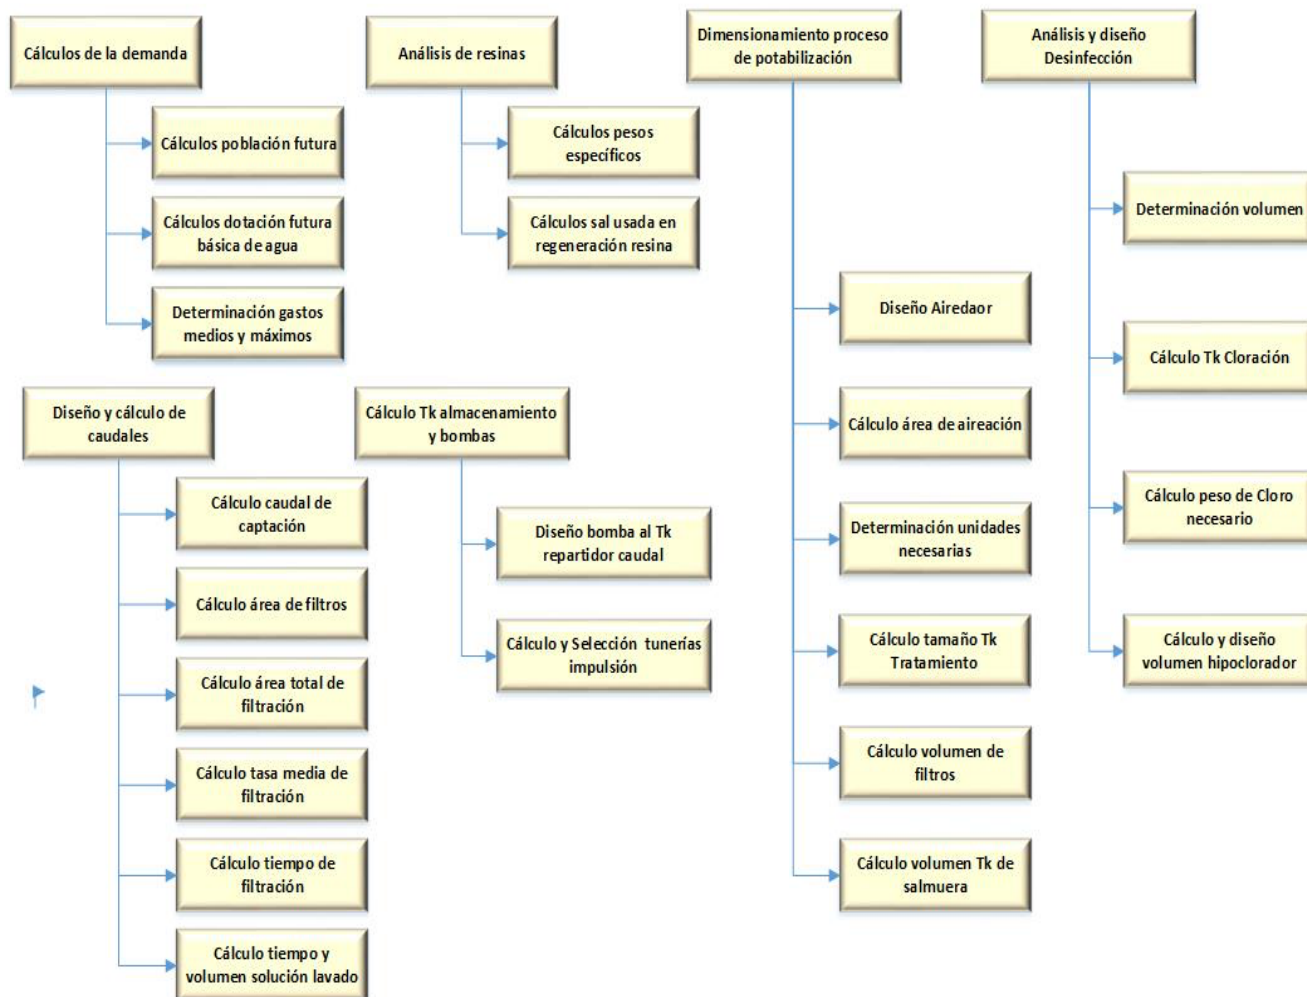 Cálculos de la demanda
Cálculos población futura
Cálculos dotación futura
básica de agua
Determinación gastos
medios y máximos
Análisis de resinas
Cálculos pesos
específicos
Cálculos sal usada en
regeneración resina
Dimensionamiento proceso
de potabilización
Diseño Airedaor
Cálculo área de aireación
Determinación unidades
necesarias
Cálculo tamaño Tk
Tratamiento
Cálculo volumen de
filtros
Cálculo volumen Tk de
salmuera
Análisis y diseño
Desinfección
Determinación volumen
Cálculo Tk Cloración
Cálculo peso de Cloro
necesario
Cálculo y diseño
volumen hipoclorador
Diseño y cálculo de
caudales
Cálculo caudal de
captación
Cálculo área de filtros
Cálculo área total de
filtración
Cálculo tasa media de
filtración
Cálculo tiempo de
filtración
Cálculo tiempo y
volumen solución lavado
Cálculo Tk almacenamiento
y bombas
Diseño bomba al Tk
repartidor caudal
Cálculo y Selección tunerías
impulsión